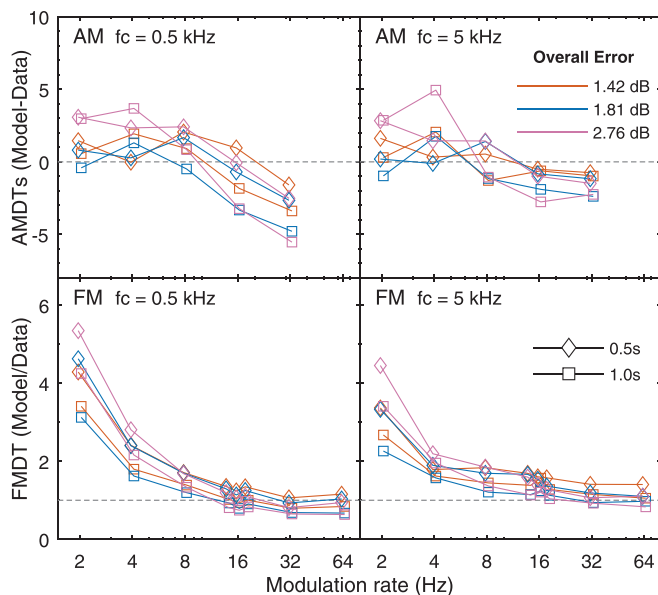 AM fc = 0.5 kHz
AM fc = 5 kHz
Overall Error
1.42 dB
1.81 dB
2.76 dB
AMDTs (Model-Data)
10
5
0
-5
FM fc = 0.5 kHz
FM fc = 5 kHz
0.5s
1.0s
FMDT (Model/Data)
6
4
2
0
2 4 8 16 32 64
2 4 8 16 32 64
Modulation rate (Hz)